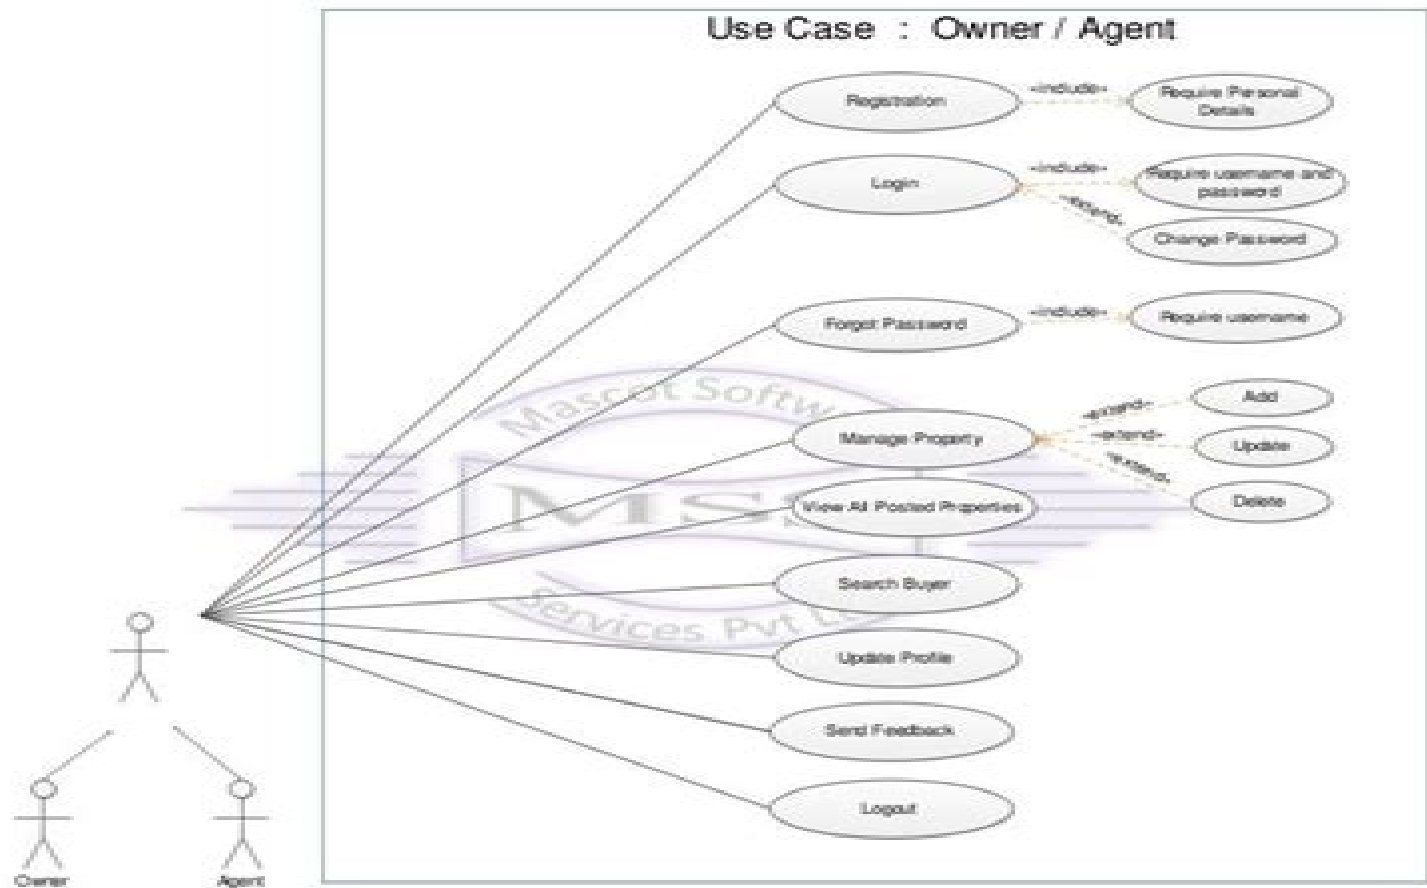 Use Case : Owner / Agent
Registration
«include»
Require Personal
Details
Login
«include»
Require username and
password
«extend»
Change Password
Forgot Password
«include»
Require username
Manage Property
«extend»
Add
«extend»
Update
«extend»
Delete
View All Posted Properties
Search Buyer
Update Profile
Send Feedback
Logout
Owner
Agent
Mascot Softw
MSS
Services Pvt